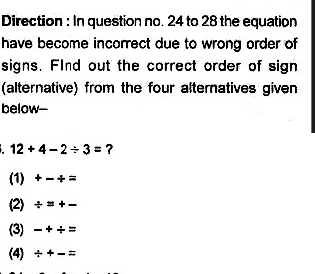 Direction : In question no. 24 to 28 the equation
have become incorrect due to wrong order of
signs. FInd out the correct order of sign
(alternative) from the four alternatives given
below–
. 12 + 4 – 2 ÷ 3 = ?
(1) + – ÷ =
(2) ÷ = + –
(3) – + ÷ =
(4) ÷ + – =